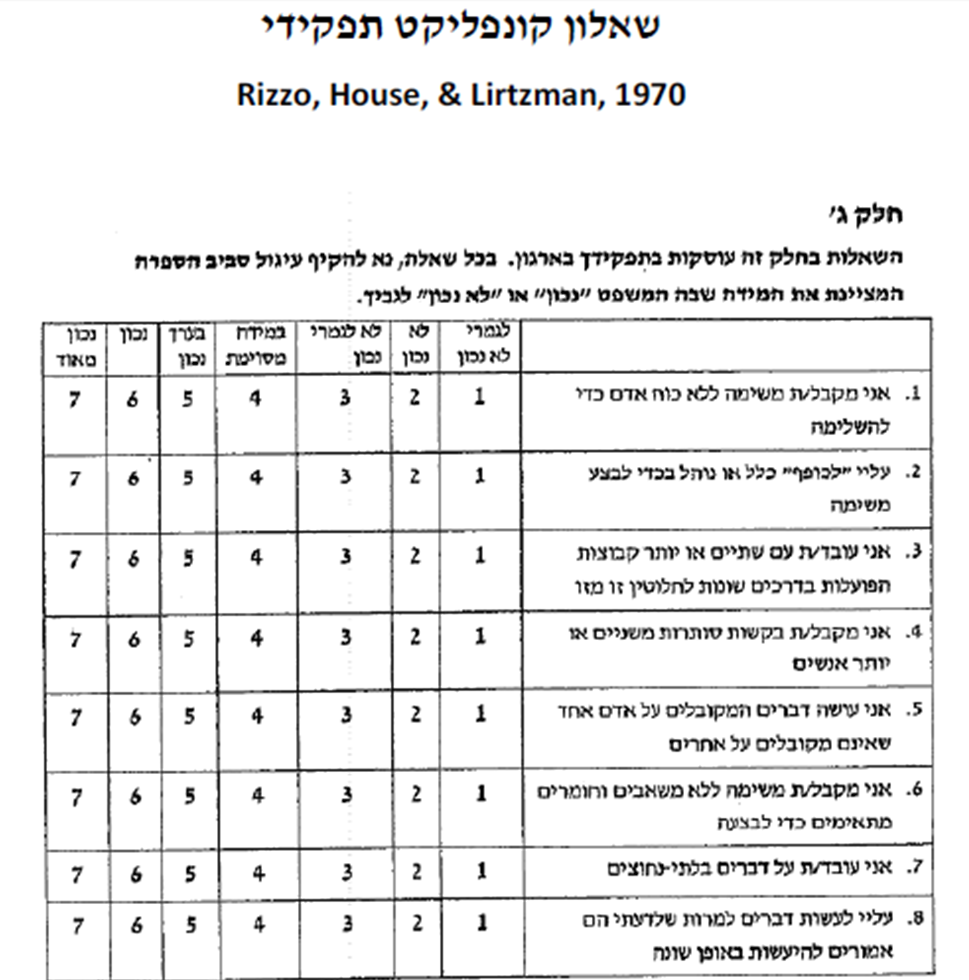 שאלון קונפליקט תפקידי
Rizzo, House, & Lirtzman, 1970
חלק ג'
השאלות בחלק זה עוסקות בתפקידך בארגון. בכל שאלה, נא להקיף עיגול סביב הספרה
המציינת את המידה שבה המשפט "נכון" או "לא נכון" לגביך.
לגמרי לא נכון לא לגמרי במידה בערך נכון נכון
לא נכון נכון נכון מסוימת נכון מאוד
1. אני מקבל/ת משימה ללא כוח אדם כדי 1 2 3 4 5 6 7
להשלימה
2. עליי "לכופף" כלל או נוהל בכדי לבצע 1 2 3 4 5 6 7
משימה
3. אני עובד/ת עם שתיים או יותר קבוצות 1 2 3 4 5 6 7
הפועלות בדרכים שונות לחלוטין זו מזו
4. אני מקבל/ת בקשות סותרות משניים או 1 2 3 4 5 6 7
יותר אנשים
5. אני עושה דברים המקובלים על אדם אחד 1 2 3 4 5 6 7
שאינם מקובלים על אחרים
6. אני מקבל/ת משימה ללא משאבים וחומרים 1 2 3 4 5 6 7
מתאימים כדי לבצעה
7. אני עובד/ת על דברים בלתי-נחוצים 1 2 3 4 5 6 7
8. עליי לעשות דברים למרות שלדעתי הם 1 2 3 4 5 6 7
אמורים להיעשות באופן שונה